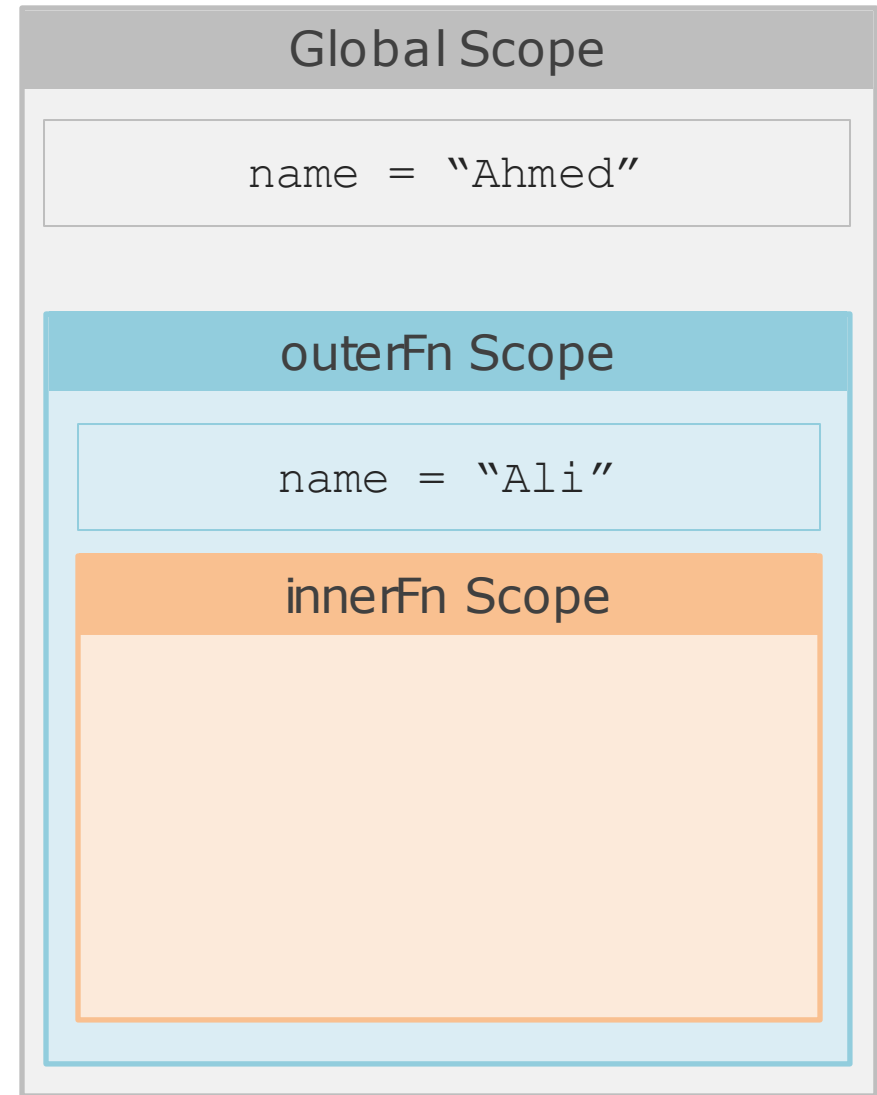 Global Scope
name = “Ahmed”
outerFn Scope
name = “Ali”
innerFn Scope